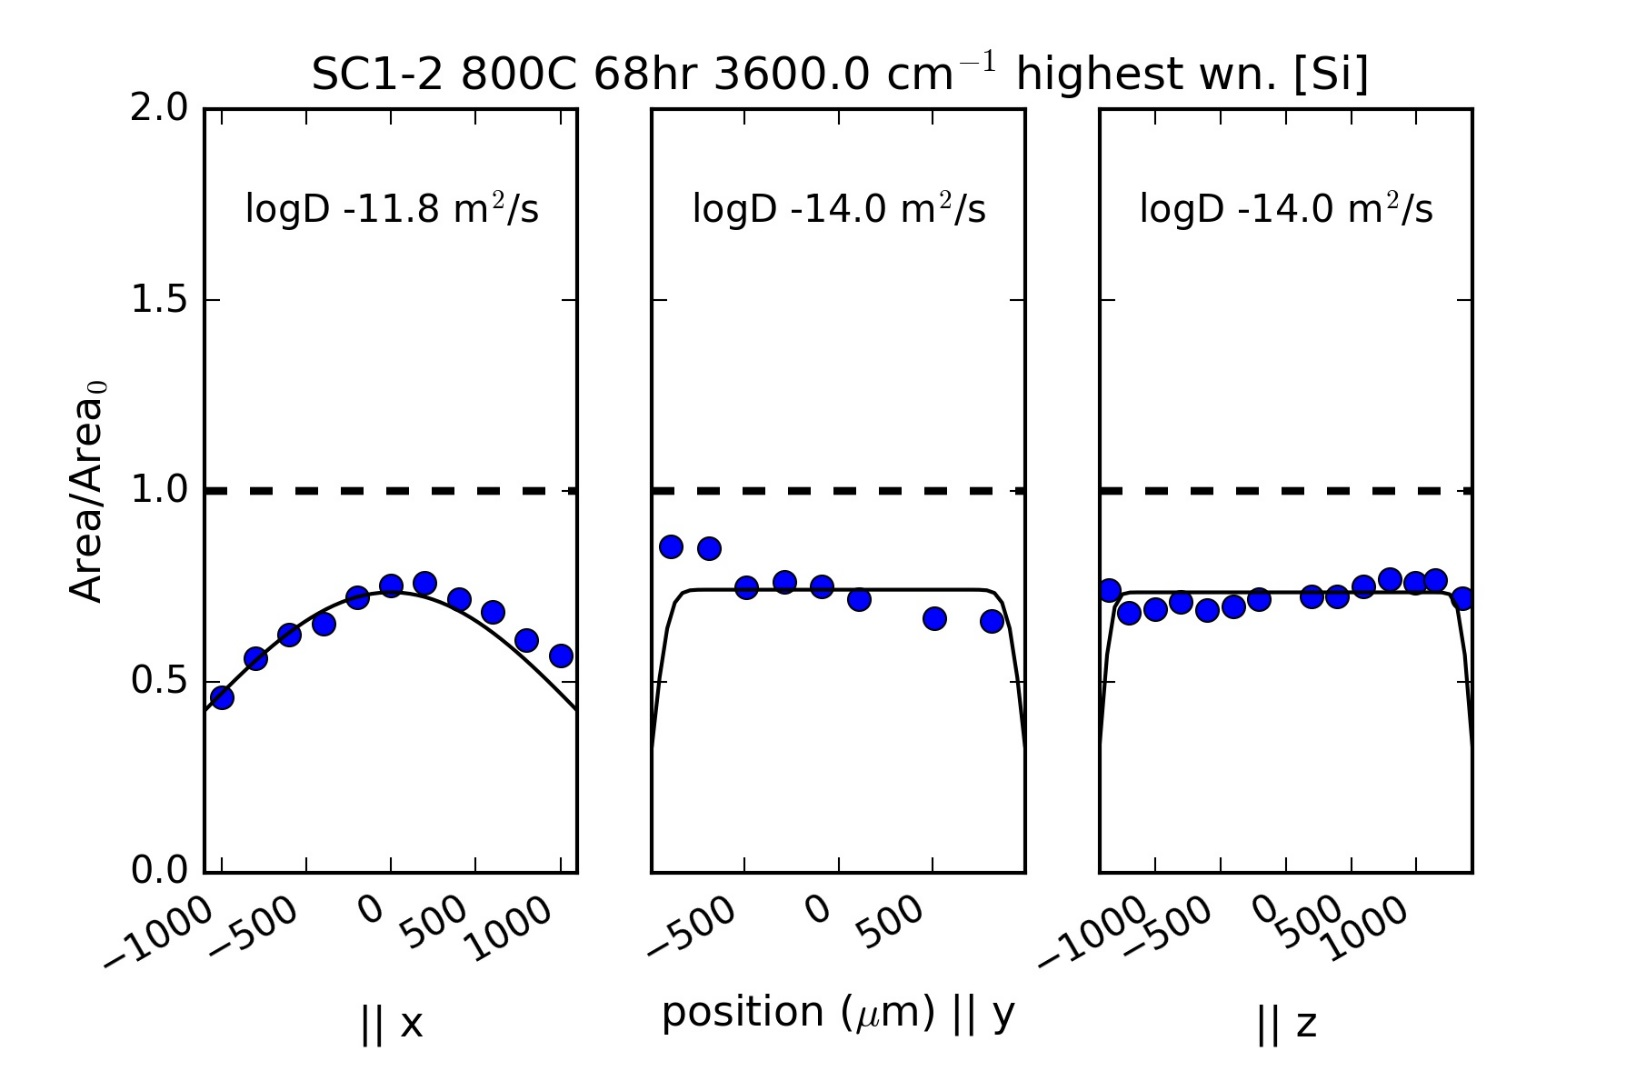 SC1-2 800C 68hr 3600.0 cm⁻¹ highest wn. [Si]
2.0
1.5
1.0
0.5
0.0
Area/Area₀
logD -11.8 m²/s
logD -14.0 m²/s
logD -14.0 m²/s
−1000 −500 0 500 1000
−500 0 500
−1000 −500 0 500 1000
|| x
position (μm) || y
|| z